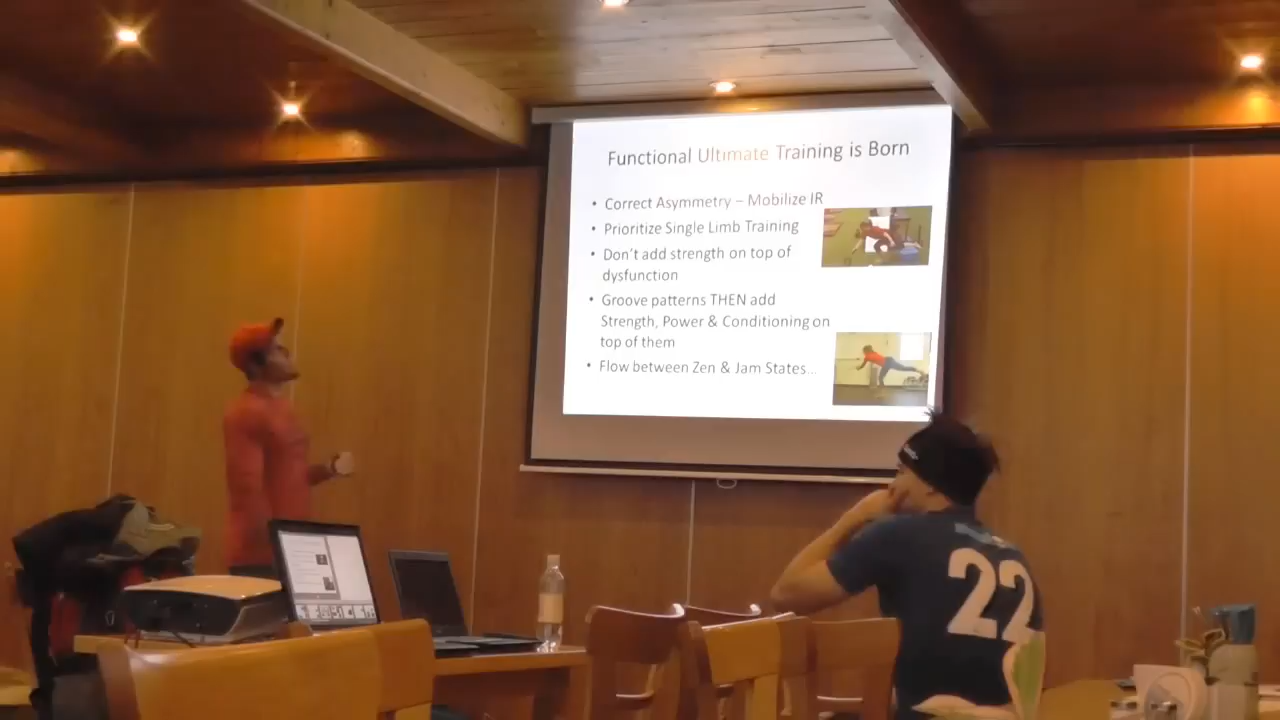 Functional Ultimate Training is Born
• Correct Asymmetry – Mobilize IR
• Prioritize Single Limb Training
• Don't add strength on top of
dysfunction
• Groove patterns THEN add
Strength, Power & Conditioning on
top of them
• Flow between Zen & Jam States...
22